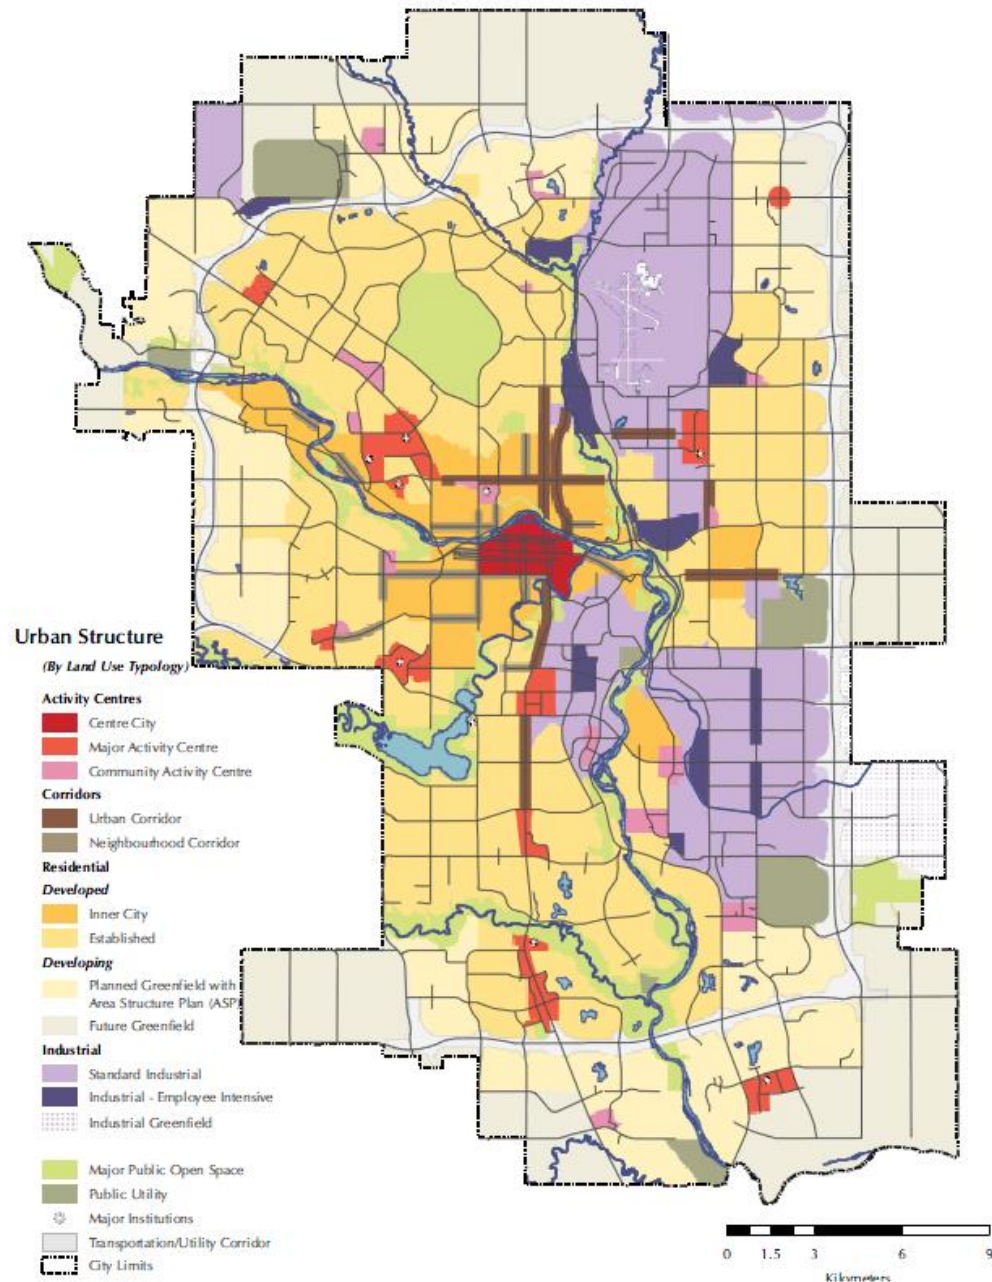 Urban Structure
(By Land Use Typology)
Activity Centres
Centre City
Major Activity Centre
Community Activity Centre
Corridors
Urban Corridor
Neighbourhood Corridor
Residential
Developed
Inner City
Established
Developing
Planned Greenfield with
Area Structure Plan (ASP)
Future Greenfield
Industrial
Standard Industrial
Industrial - Employee Intensive
Industrial Greenfield
Major Public Open Space
Public Utility
Major Institutions
Transportation/Utility Corridor
City Limits
0 1.5 3 6 9
Kilometers